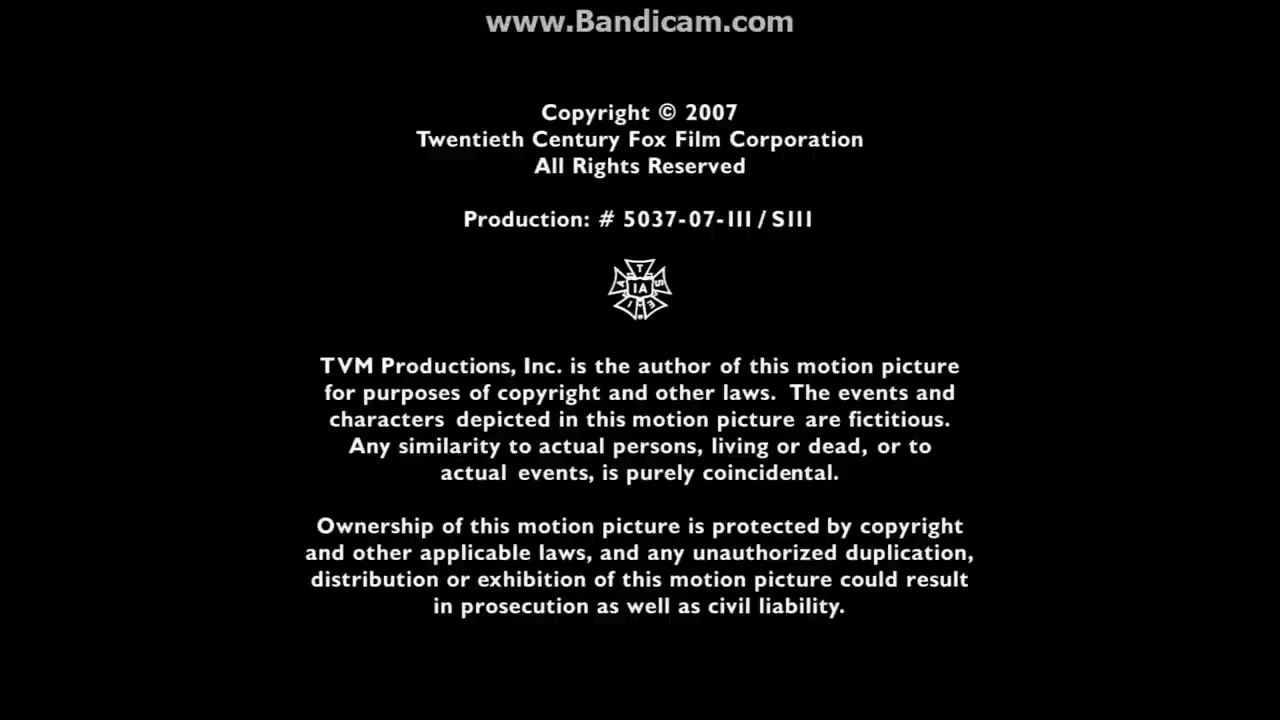 www.Bandicam.com
Copyright © 2007
Twentieth Century Fox Film Corporation
All Rights Reserved
Production: # 5037-07-III / SIII
T
A IA S
I M E
TVM Productions, Inc. is the author of this motion picture
for purposes of copyright and other laws. The events and
characters depicted in this motion picture are fictitious.
Any similarity to actual persons, living or dead, or to
actual events, is purely coincidental.
Ownership of this motion picture is protected by copyright
and other applicable laws, and any unauthorized duplication,
distribution or exhibition of this motion picture could result
in prosecution as well as civil liability.